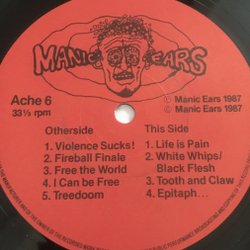 MANIC EARS
Ache 6
33⅓ rpm
℗ Manic Ears 1987
© Manic Ears 1987
Otherside
1. Violence Sucks!
2. Fireball Finale
3. Free the World
4. I Can be Free
5. Treedoom
This Side
1. Life is Pain
2. White Whips/
Black Flesh
3. Tooth and Claw
4. Epitaph...